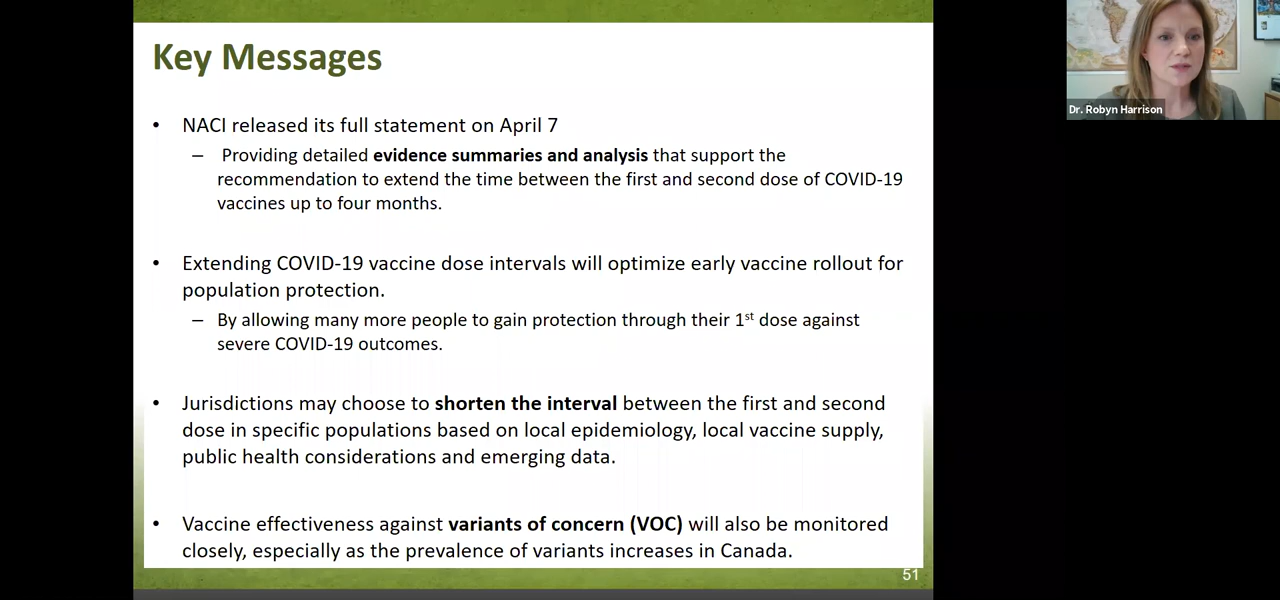 Key Messages
• NACI released its full statement on April 7
– Providing detailed evidence summaries and analysis that support the
recommendation to extend the time between the first and second dose of COVID-19
vaccines up to four months.
• Extending COVID-19 vaccine dose intervals will optimize early vaccine rollout for
population protection.
– By allowing many more people to gain protection through their 1st dose against
severe COVID-19 outcomes.
• Jurisdictions may choose to shorten the interval between the first and second
dose in specific populations based on local epidemiology, local vaccine supply,
public health considerations and emerging data.
• Vaccine effectiveness against variants of concern (VOC) will also be monitored
closely, especially as the prevalence of variants increases in Canada.
51
Dr. Robyn Harrison